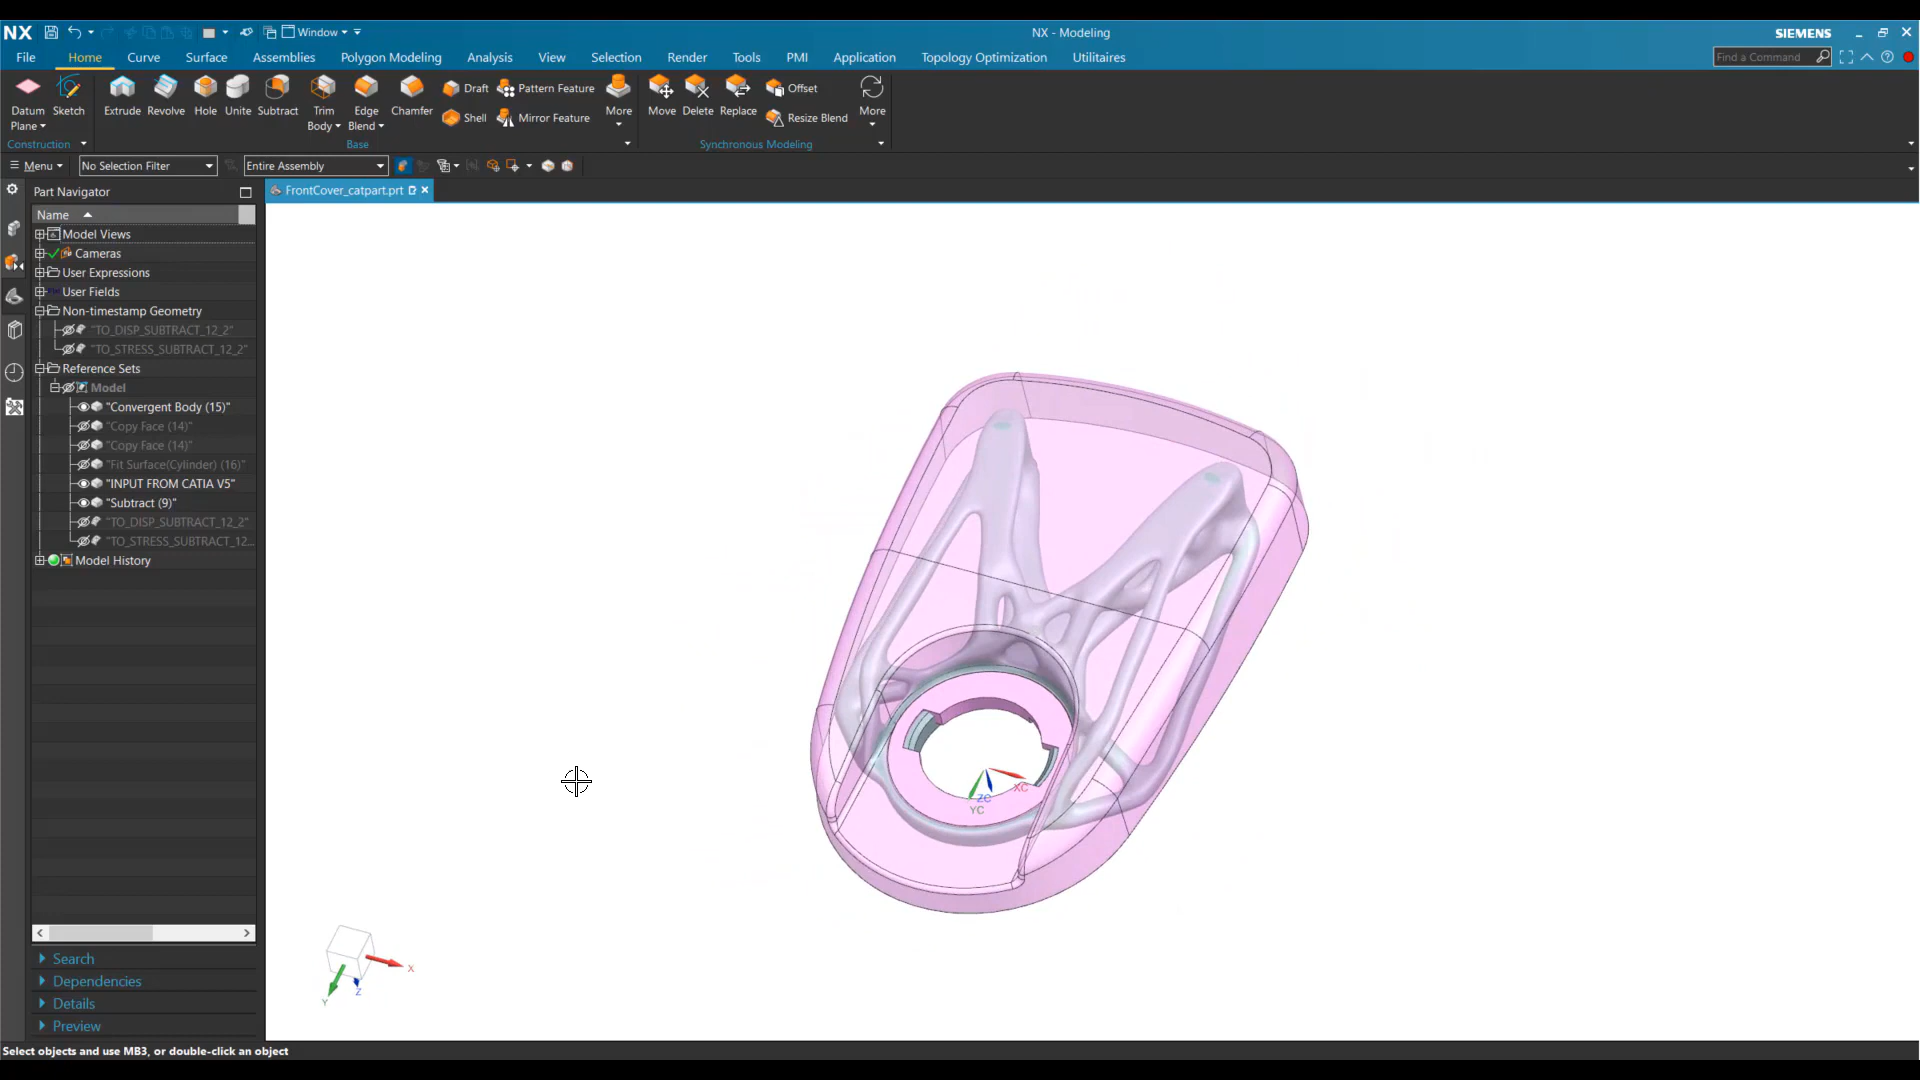 NX Window NX - Modeling SIEMENS
File Home Curve Surface Assemblies Polygon Modeling Analysis View Selection Render Tools PMI Application Topology Optimization Utilitaires Find a Command
Datum Plane Sketch Extrude Revolve Hole Unite Subtract Trim Body Edge Blend Chamfer Draft Pattern Feature More Move Delete Replace Offset More
Shell Mirror Feature Resize Blend
Construction Base Synchronous Modeling
Menu No Selection Filter Entire Assembly
Part Navigator FrontCover_catpart.prt
Name
Model Views
Cameras
User Expressions
User Fields
Non-timestamp Geometry
"TO_DISP_SUBTRACT_12_2"
"TO_STRESS_SUBTRACT_12_2"
Reference Sets
Model
"Convergent Body (15)"
"Copy Face (14)"
"Copy Face (14)"
"Fit Surface(Cylinder) (16)"
"INPUT FROM CATIA V5"
"Subtract (9)"
"TO_DISP_SUBTRACT_12_2"
"TO_STRESS_SUBTRACT_12...
Model History
XC
ZC
YC
Search
X
Dependencies
Z
Y
Details
Preview
Select objects and use MB3, or double-click an object